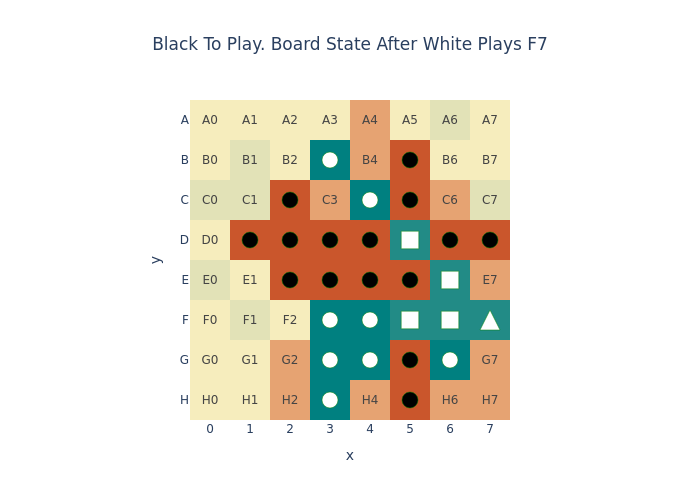 Black To Play. Board State After White Plays F7
A A0 A1 A2 A3 A4 A5 A6 A7
B B0 B1 B2 B4 B6 B7
C C0 C1 C3 C6 C7
D D0
E E0 E1 E7
F F0 F1 F2
G G0 G1 G2 G7
H H0 H1 H2 H4 H6 H7
0 1 2 3 4 5 6 7
x
y